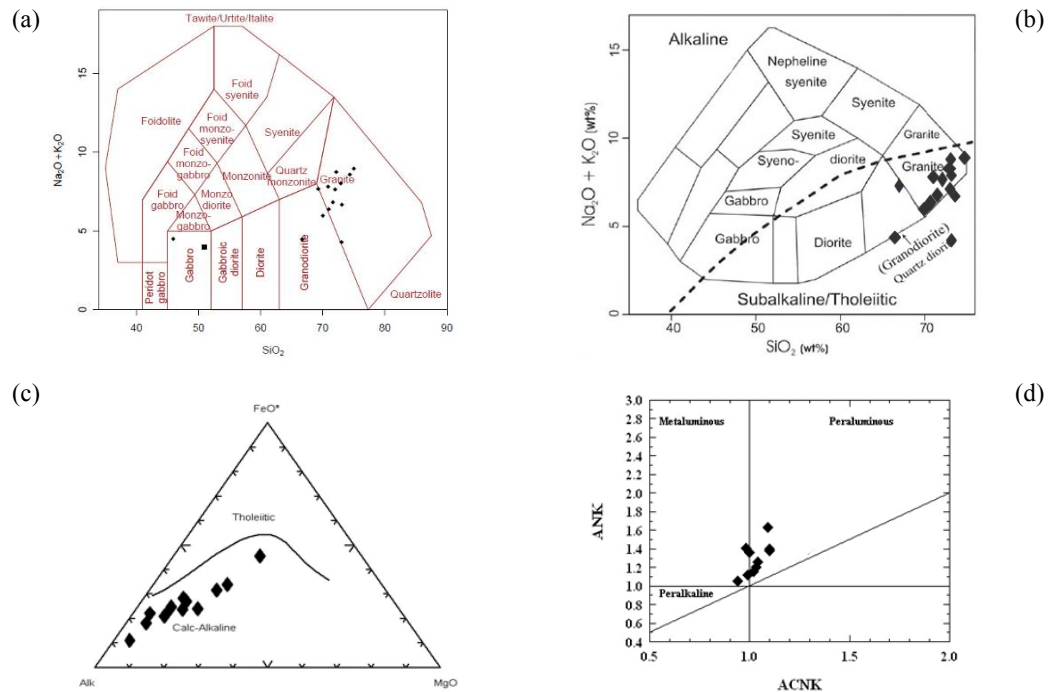 (a)
Tawite/Urtite/Italite
Foid
syenite
Foidolite
Foid
monzo-
syenite
Syenite
Foid
monzo-
gabbro
Monzonite
Quartz
monzonite
Granite
Foid
gabbro
Monzo
diorite
Monzo-
gabbro
Peridot
gabbro
Gabbro
Gabbroic
diorite
Diorite
Granodiorite
Quartzolite
Na₂O+K₂O
0
5
10
15
40
50
60
70
80
90
SiO₂
(b)
Alkaline
Nepheline
syenite
Syenite
Syenite
Granite
Syeno-
diorite
Granite
Gabbro
Gabbro
Diorite
(Granodiorite)
Quartz diori
Subalkaline/Tholeiitic
Na₂O + K₂O (wt%)
0
5
10
15
40
50
60
70
SiO₂ (wt%)
(c)
FeO*
Tholeiitic
Calc-Alkaline
Alk
MgO
(d)
Metaluminous
Peraluminous
Peralkaline
ANK
3.0
2.8
2.6
2.4
2.2
2.0
1.8
1.6
1.4
1.2
1.0
0.8
0.6
0.4
0.5
1.0
1.5
2.0
ACNK